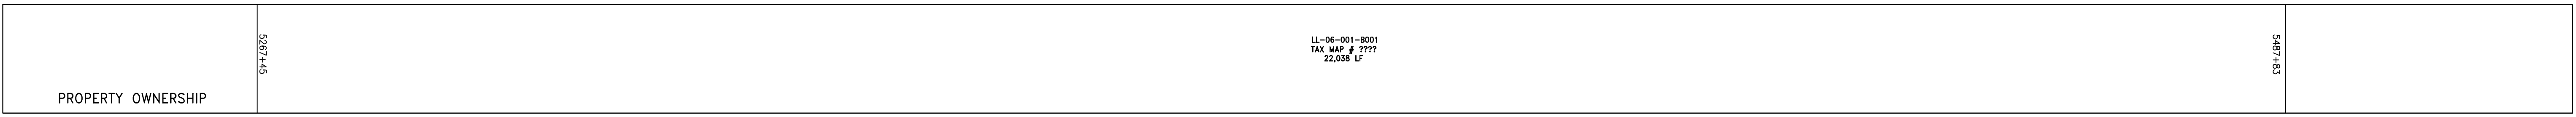 PROPERTY OWNERSHIP
5267+45
LL-06-001-B001
TAX MAP # ????
22,038 LF
5487+83